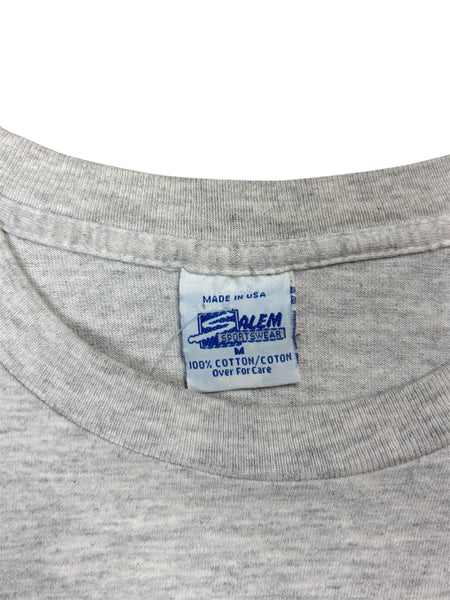 MADE IN USA
SALEM
SPORTSWEAR
M
100% COTTON/COTON
Over For Care